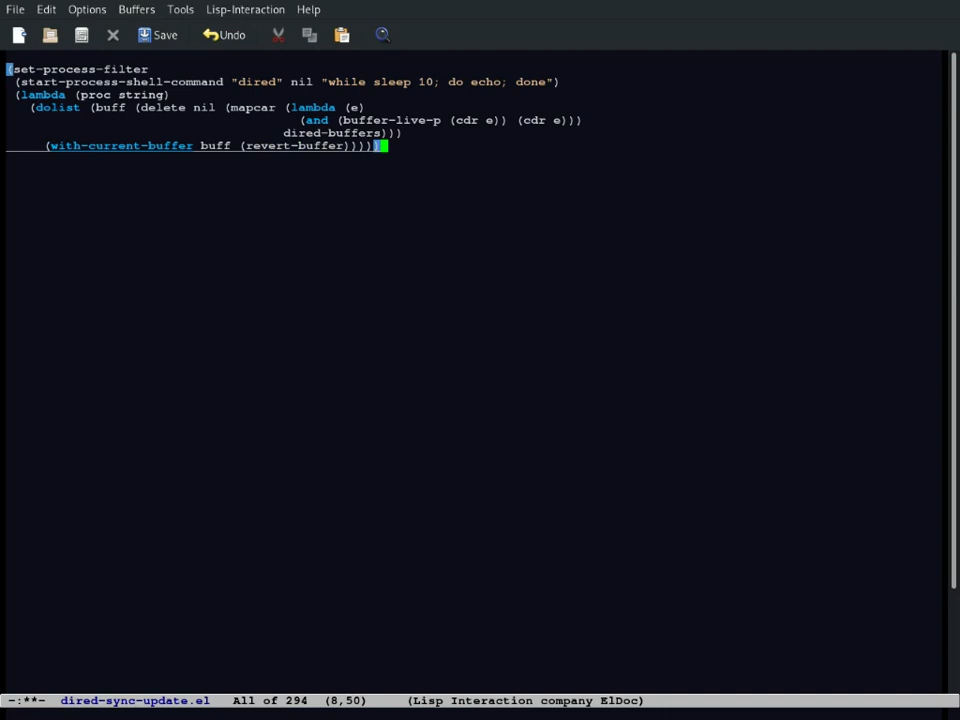 File Edit Options Buffers Tools Lisp-Interaction Help
Save Undo
(set-process-filter
 (start-process-shell-command "dired" nil "while sleep 10; do echo; done")
 (lambda (proc string)
   (dolist (buff (delete nil (mapcar (lambda (e)
                                       (and (buffer-live-p (cdr e)) (cdr e)))
                                     dired-buffers)))
     (with-current-buffer buff (revert-buffer)))))
-:**- dired-sync-update.el All of 294 (8,50) (Lisp Interaction company ElDoc)